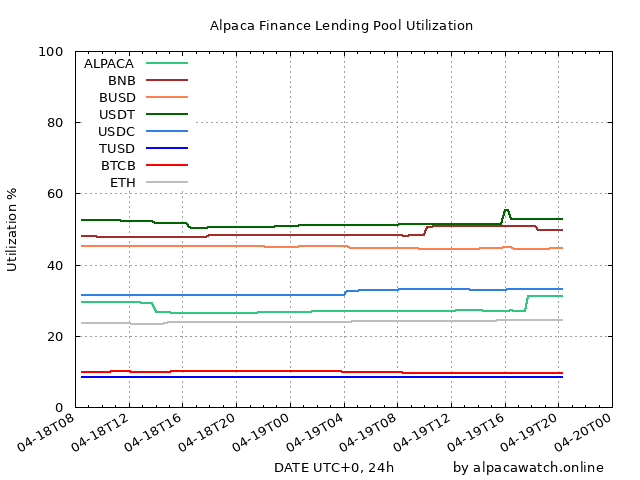 Alpaca Finance Lending Pool Utilization
100
80
60
40
20
0
Utilization %
ALPACA
BNB
BUSD
USDT
USDC
TUSD
BTCB
ETH
04-18T08
04-18T12
04-18T16
04-18T20
04-19T00
04-19T04
04-19T08
04-19T12
04-19T16
04-19T20
04-20T00
DATE UTC+0, 24h by alpacawatch.online